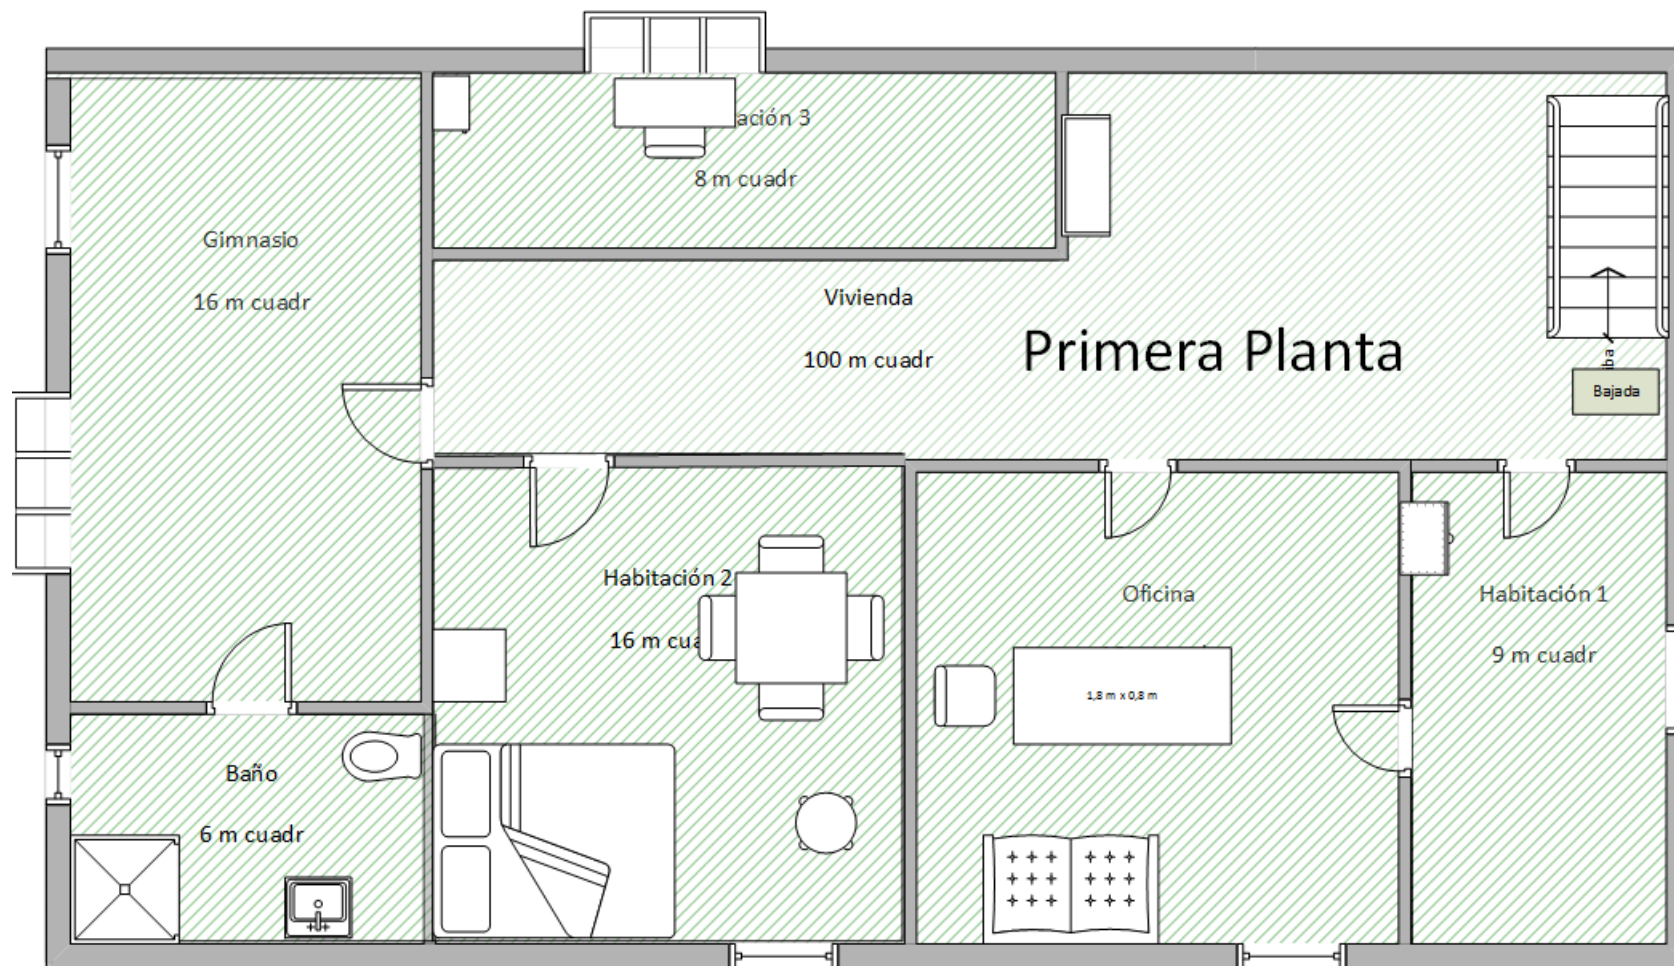 ación 3
8 m cuadr
Gimnasio
16 m cuadr
Vivienda
100 m cuadr
Primera Planta
iba
Bajada
Habitación 2
16 m cua
Oficina
1,8 m x 0,8 m
Habitación 1
9 m cuadr
Baño
6 m cuadr